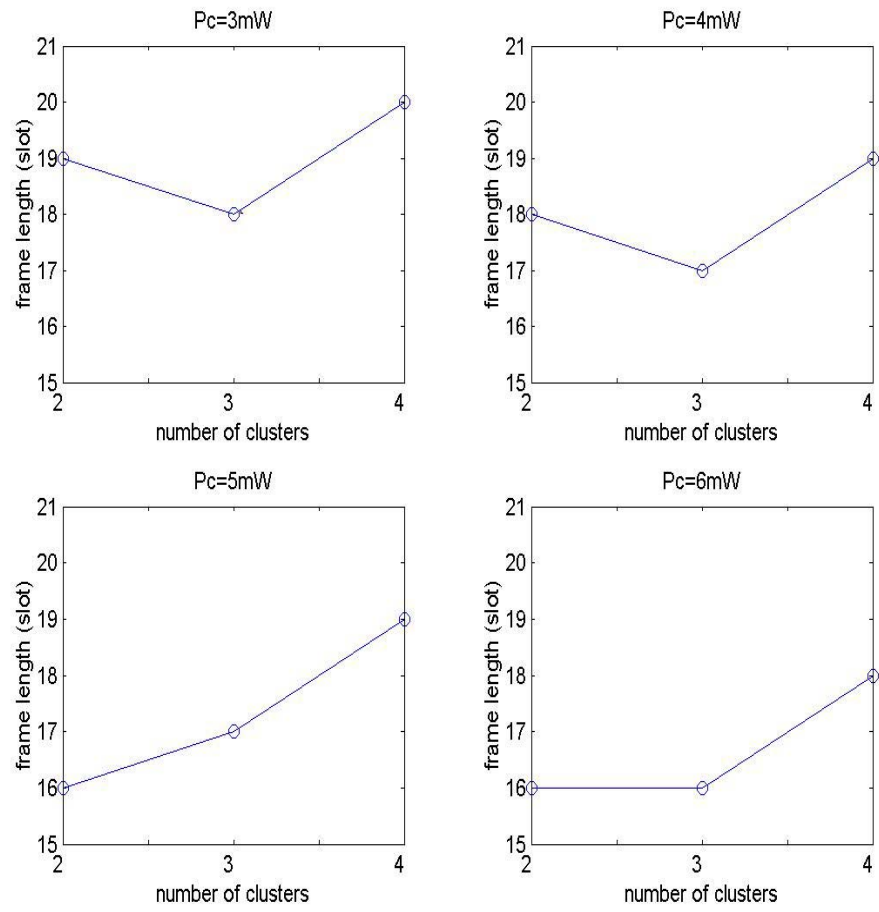 Pc=3mW
21
20
19
18
17
16
15
2 3 4
frame length (slot)
number of clusters
Pc=4mW
21
20
19
18
17
16
15
2 3 4
frame length (slot)
number of clusters
Pc=5mW
21
20
19
18
17
16
15
2 3 4
frame length (slot)
number of clusters
Pc=6mW
21
20
19
18
17
16
15
2 3 4
frame length (slot)
number of clusters